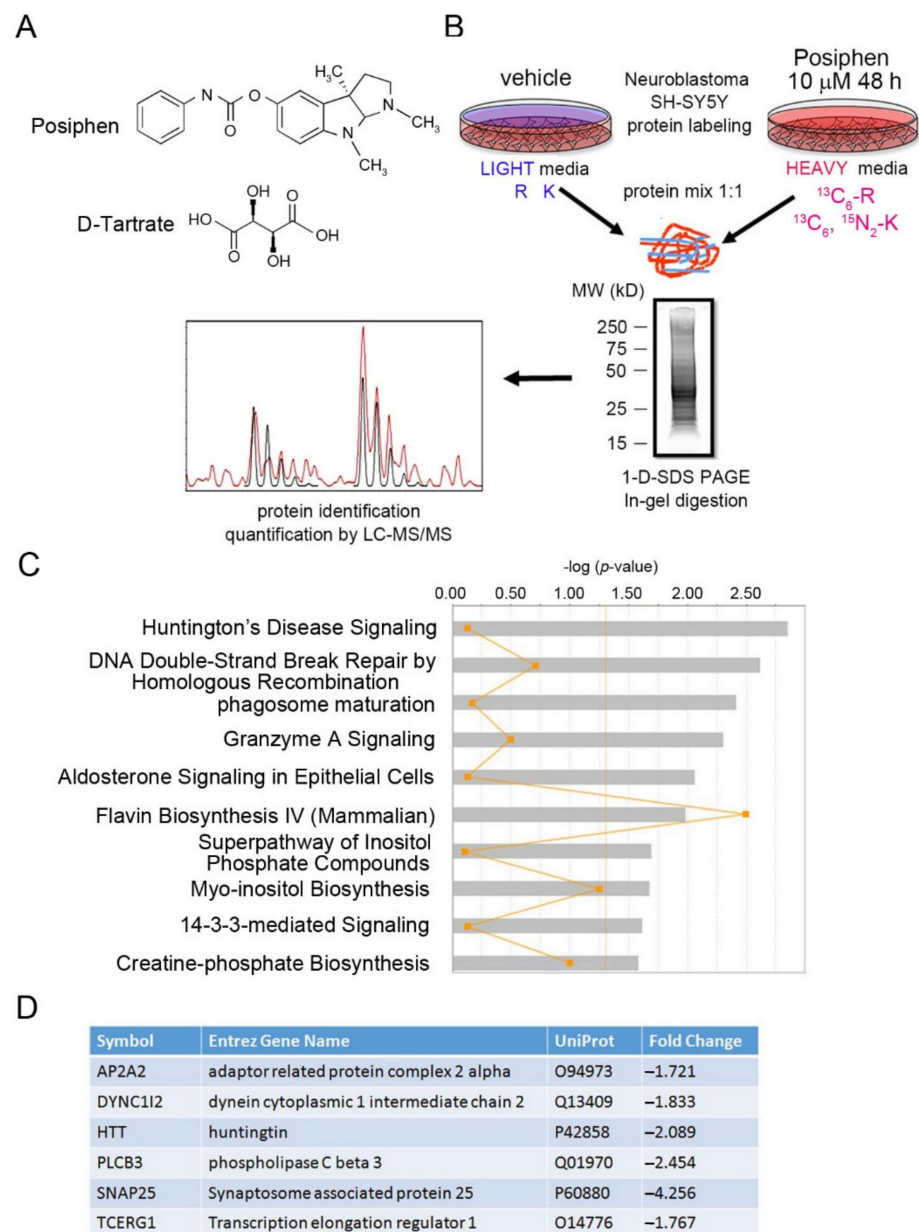 A
Posiphen
N
H
O
O
H₃C
N
N
CH₃
CH₃
D-Tartrate
HO
OH
O
O
OH
OH
B
vehicle
Neuroblastoma
SH-SY5Y
protein labeling
Posiphen
10 µM 48 h
LIGHT media
R K
protein mix 1:1
HEAVY media
¹³C₆-R
¹³C₆, ¹⁵N₂-K
MW (kD)
250
75
50
25
15
1-D-SDS PAGE
In-gel digestion
protein identification
quantification by LC-MS/MS
C
-log (p-value)
0.00 0.50 1.00 1.50 2.00 2.50
Huntington's Disease Signaling
DNA Double-Strand Break Repair by
Homologous Recombination
phagosome maturation
Granzyme A Signaling
Aldosterone Signaling in Epithelial Cells
Flavin Biosynthesis IV (Mammalian)
Superpathway of Inositol
Phosphate Compounds
Myo-inositol Biosynthesis
14-3-3-mediated Signaling
Creatine-phosphate Biosynthesis
D
Symbol Entrez Gene Name UniProt Fold Change
AP2A2 adaptor related protein complex 2 alpha O94973 −1.721
DYNC1I2 dynein cytoplasmic 1 intermediate chain 2 Q13409 −1.833
HTT huntingtin P42858 −2.089
PLCB3 phospholipase C beta 3 Q01970 −2.454
SNAP25 Synaptosome associated protein 25 P60880 −4.256
TCERG1 Transcription elongation regulator 1 O14776 −1.767